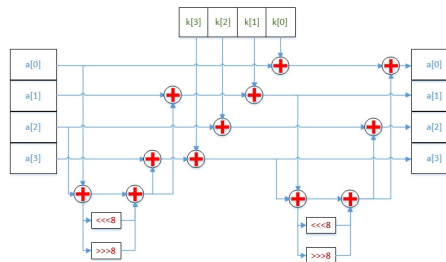 k[3] k[2] k[1] k[0]
a[0] a[0]
a[1] a[1]
a[2] a[2]
a[3] a[3]
<<<8 <<<8
>>>8 >>>8